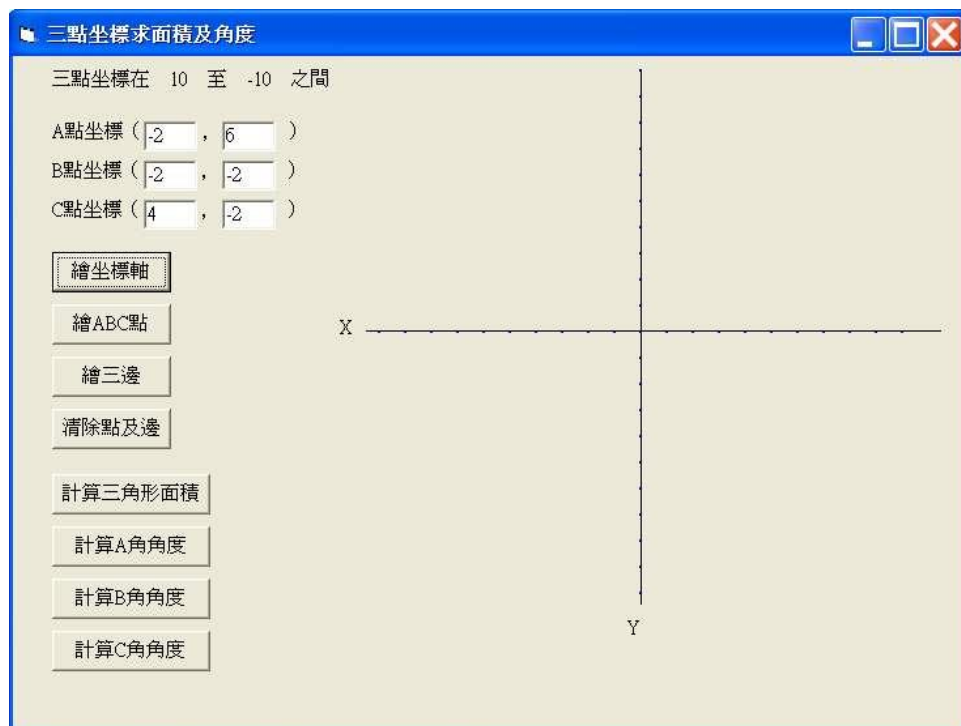 三點坐標求面積及角度
三點坐標在 10 至 -10 之間
A點坐標 ( -2 , 6 )
B點坐標 ( -2 , -2 )
C點坐標 ( 4 , -2 )
繪坐標軸
繪ABC點
繪三邊
清除點及邊
計算三角形面積
計算A角角度
計算B角角度
計算C角角度
X
Y